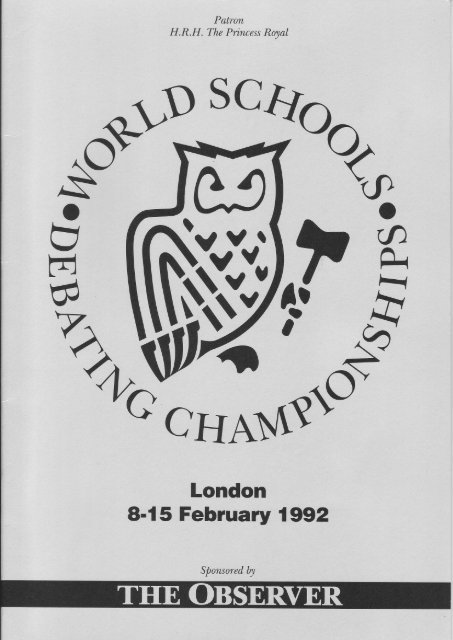 Patron
H.R.H. The Princess Royal
WORLD SCHOOLS
DEBATING CHAMPIONSHIPS
London
8-15 February 1992
Sponsored by
THE OBSERVER